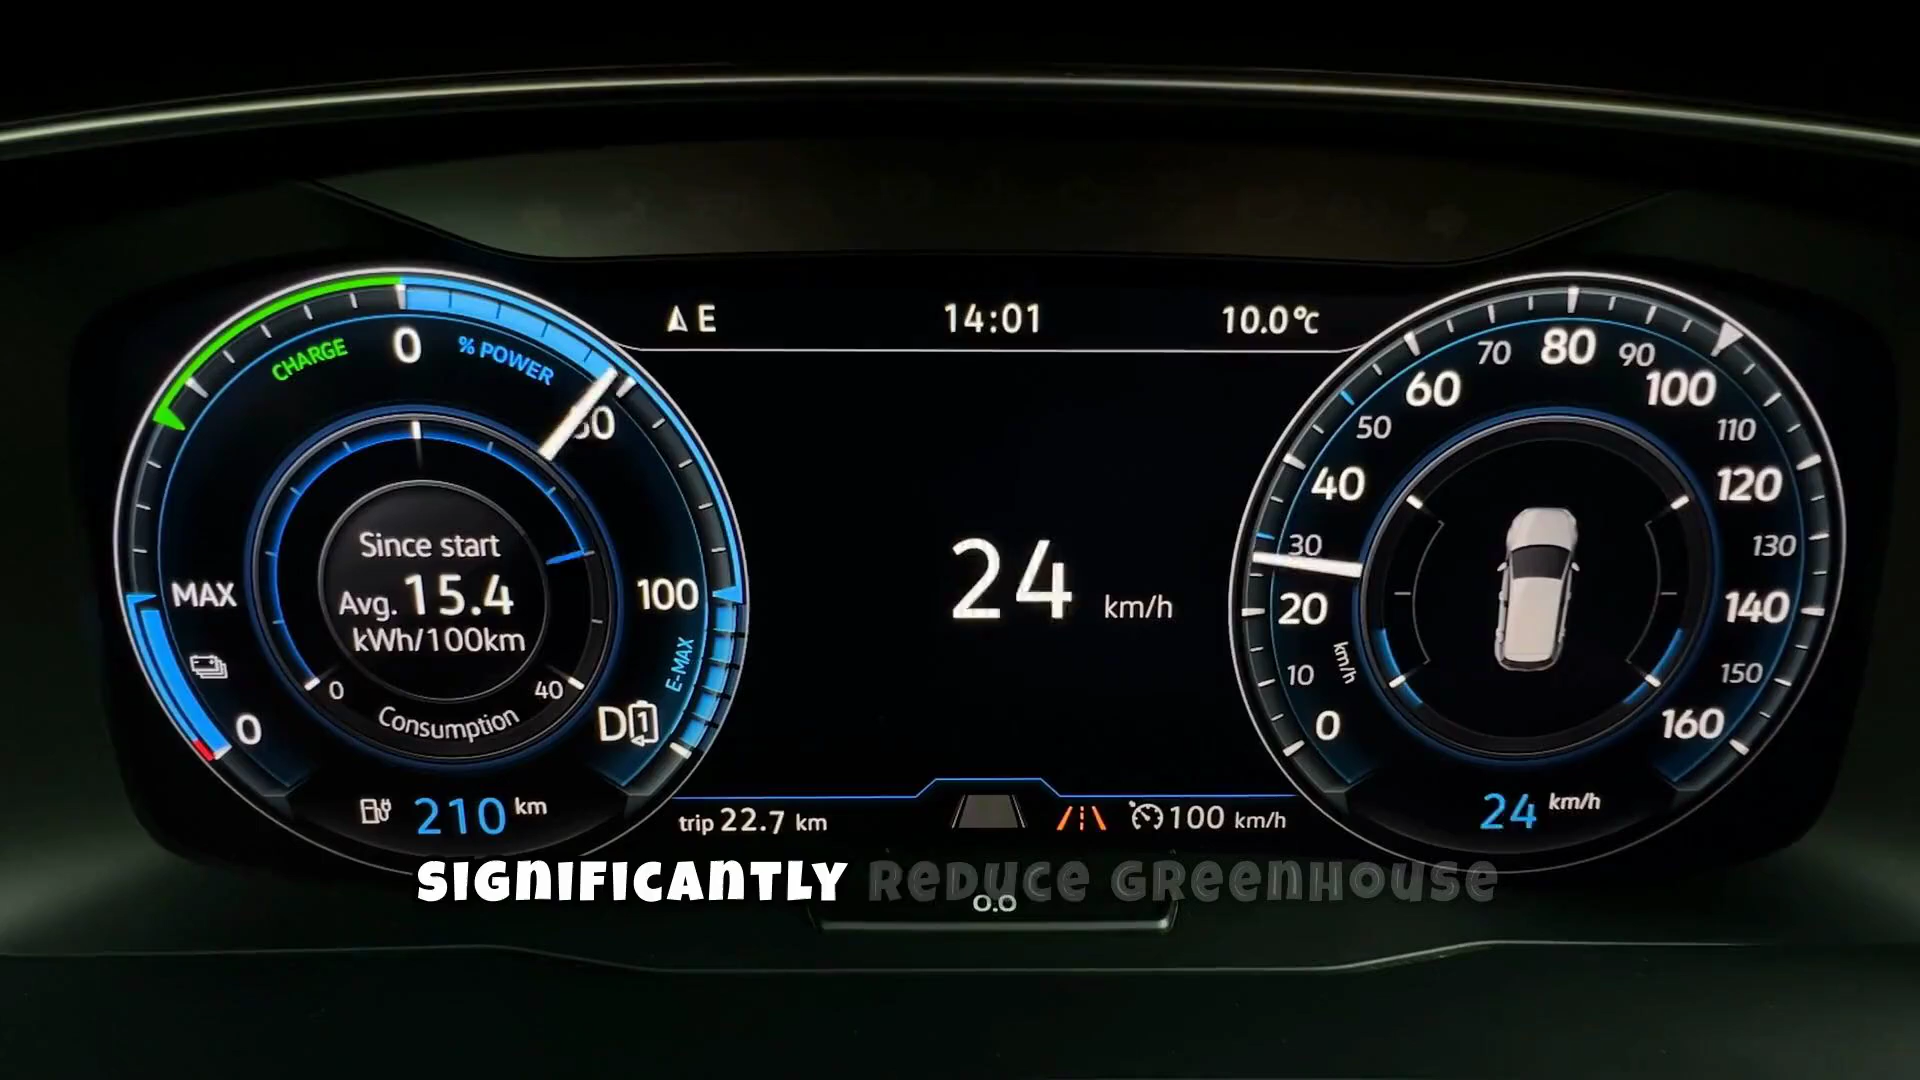 E
14:01
10.0°C
CHARGE
0
% POWER
100
E-MAX
MAX
0
Since start
Avg. 15.4
kWh/100km
0
40
Consumption
D1
210 km
24 km/h
trip 22.7 km
100 km/h
0
10
20
30
40
50
60
70
80
90
100
110
120
130
140
150
160
km/h
24 km/h
SIGNIFICANTLY REDUCE GREENHOUSE
0.0